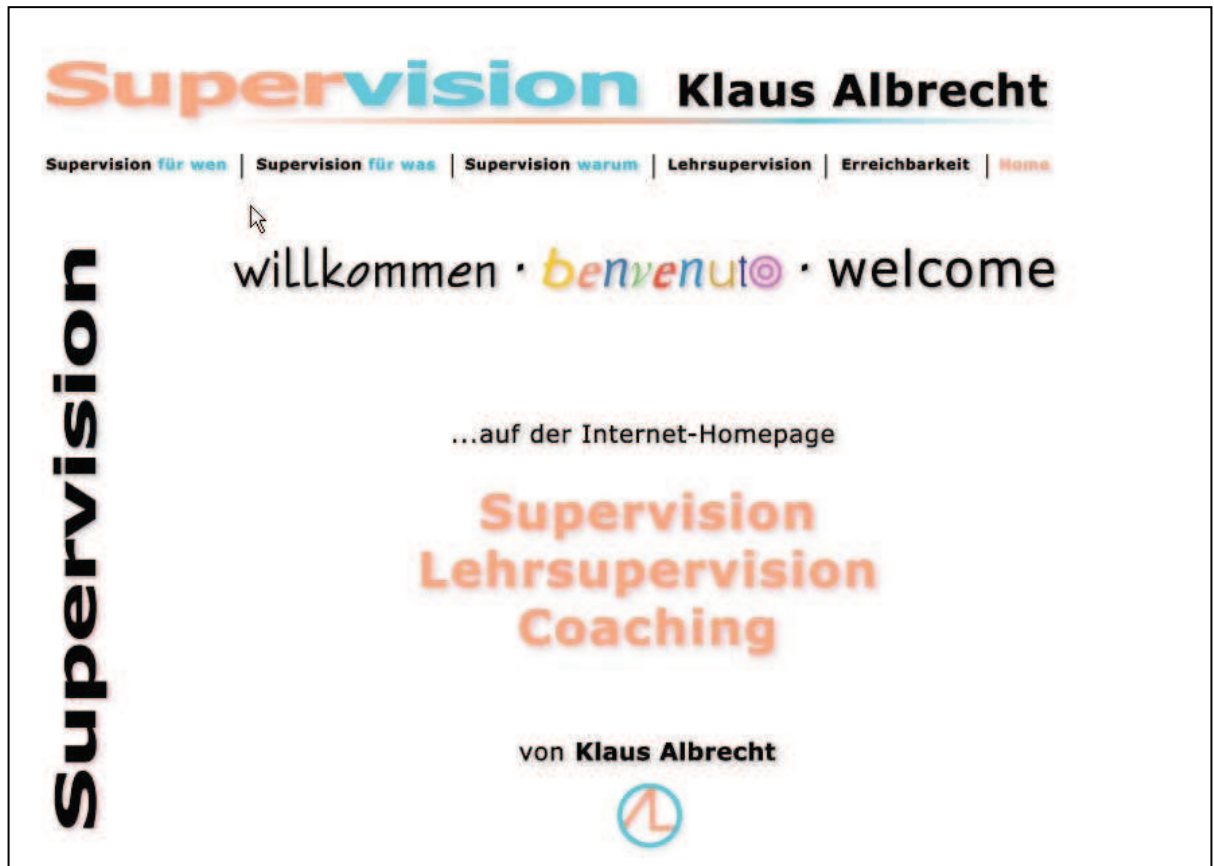 Supervision Klaus Albrecht
Supervision für wen | Supervision für was | Supervision warum | Lehrsupervision | Erreichbarkeit | Home
willkommen · benvenuto · welcome
Supervision
...auf der Internet-Homepage
Supervision
Lehrsupervision
Coaching
von Klaus Albrecht